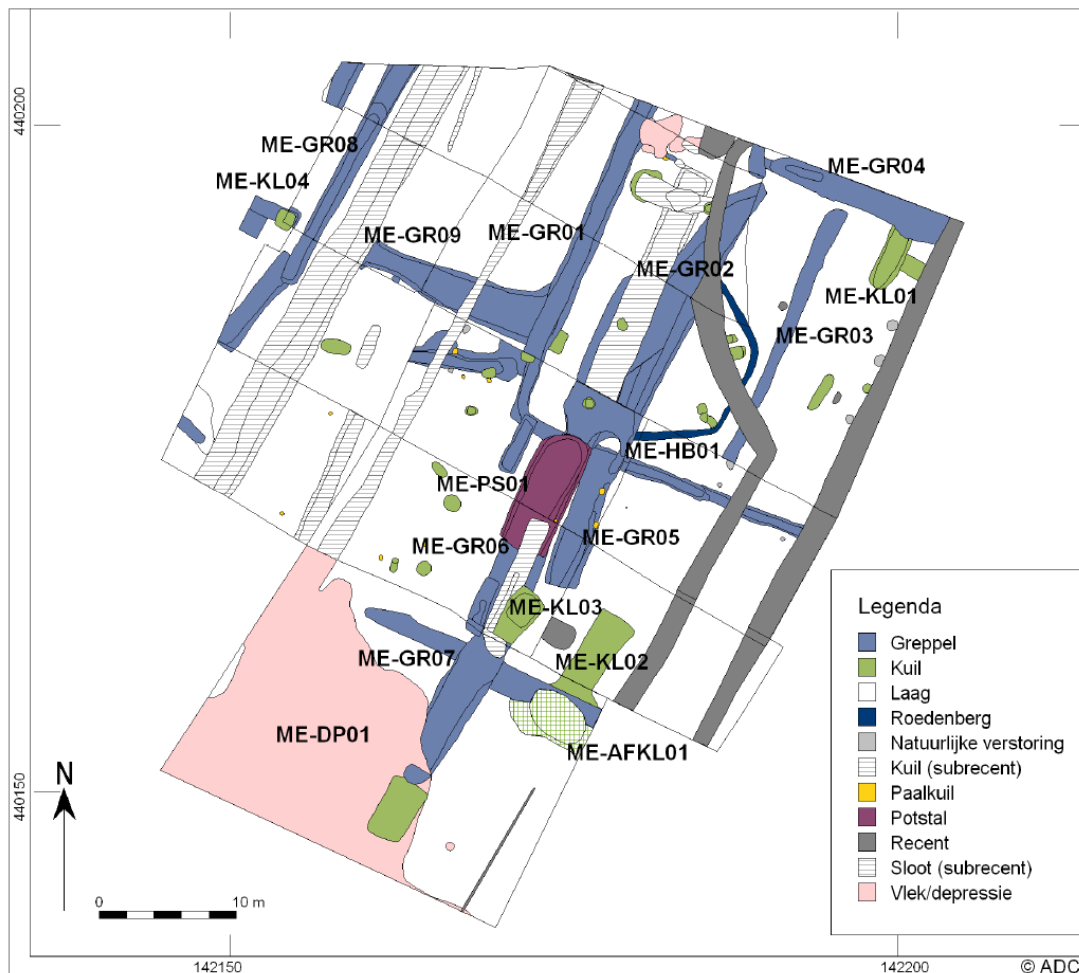 440200
ME-GR08
ME-GR04
ME-KL04
ME-GR09
ME-GR01
ME-GR02
ME-KL01
ME-GR03
ME-HB01
ME-PS01
ME-GR05
ME-GR06
ME-KL03
ME-KL02
ME-GR07
ME-DP01
ME-AFKL01
440150
N
0 10 m
Legenda
Greppel
Kuil
Laag
Roedenberg
Natuurlijke verstoring
Kuil (subrecent)
Paalkuil
Potstal
Recent
Sloot (subrecent)
Vlek/depressie
142150
142200
© ADC